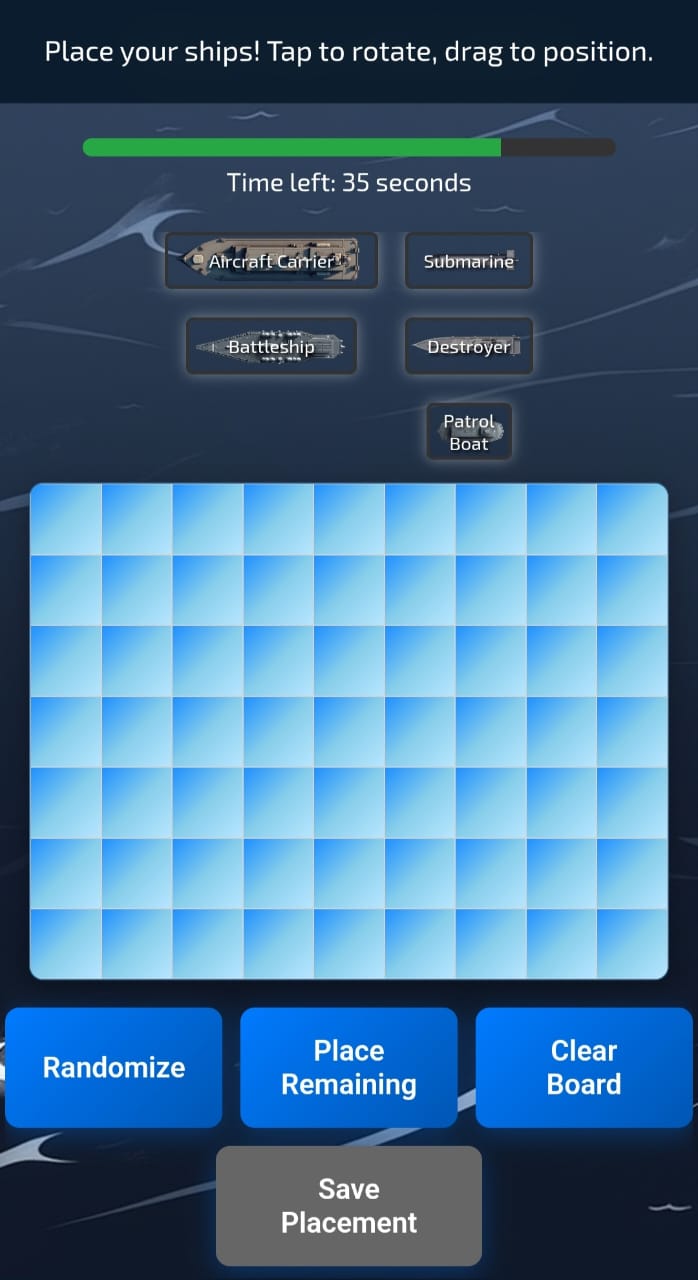 Place your ships! Tap to rotate, drag to position.
Time left: 35 seconds
Aircraft Carrier
Submarine
Battleship
Destroyer
Patrol
Boat
Randomize
Place
Remaining
Clear
Board
Save
Placement